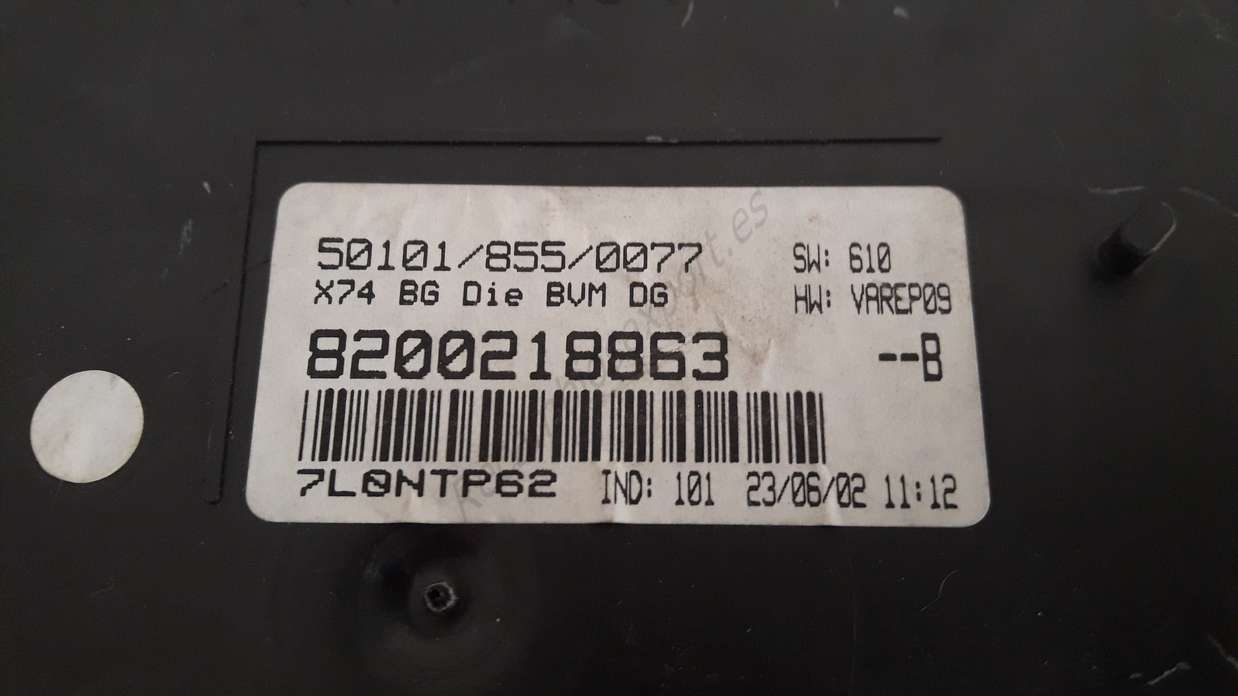 50101/855/0077 SW: 610
X74 BG Die BVM DG HW: VAREP09
8200218863 --B
7L0NTP62 IND: 101 23/06/02 11:12